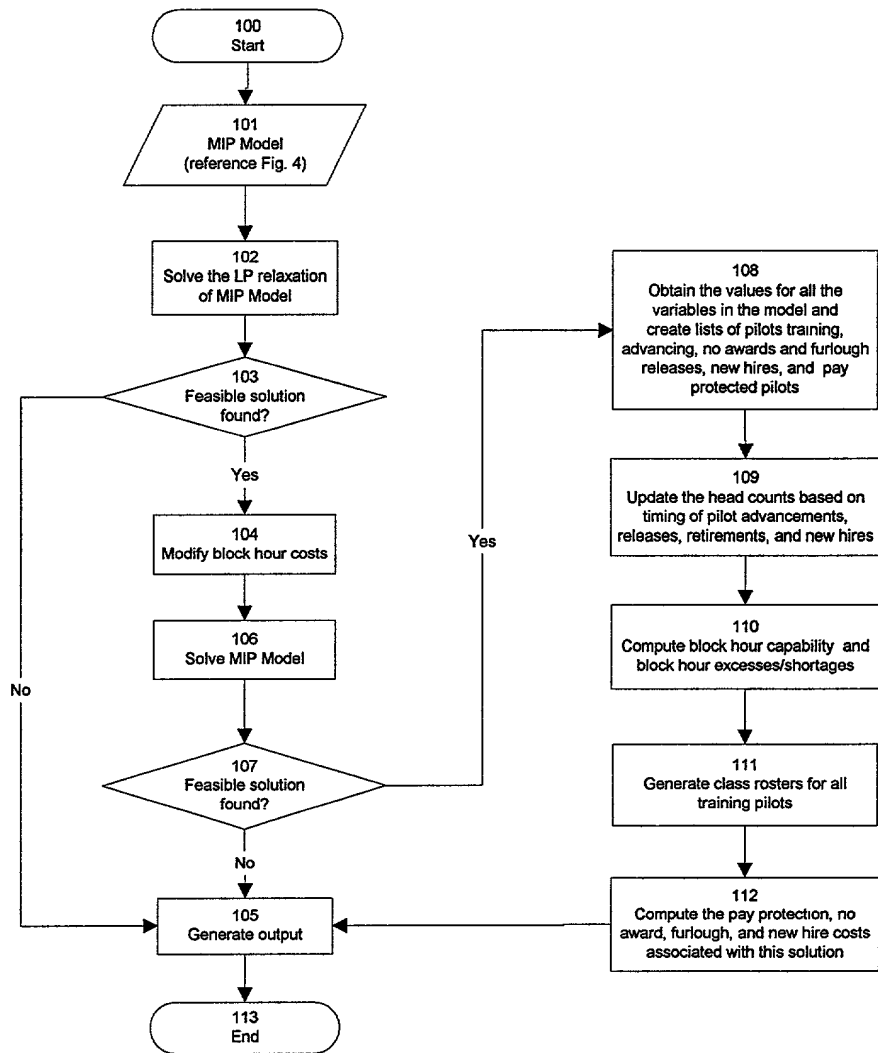 100
Start
101
MIP Model
(reference Fig. 4)
102
Solve the LP relaxation
of MIP Model
103
Feasible solution
found?
Yes
104
Modify block hour costs
106
Solve MIP Model
No
107
Feasible solution
found?
No
105
Generate output
113
End
Yes
108
Obtain the values for all the
variables in the model and
create lists of pilots training,
advancing, no awards and furlough
releases, new hires, and pay
protected pilots
109
Update the head counts based on
timing of pilot advancements,
releases, retirements, and new hires
110
Compute block hour capability and
block hour excesses/shortages
111
Generate class rosters for all
training pilots
112
Compute the pay protection, no
award, furlough, and new hire costs
associated with this solution